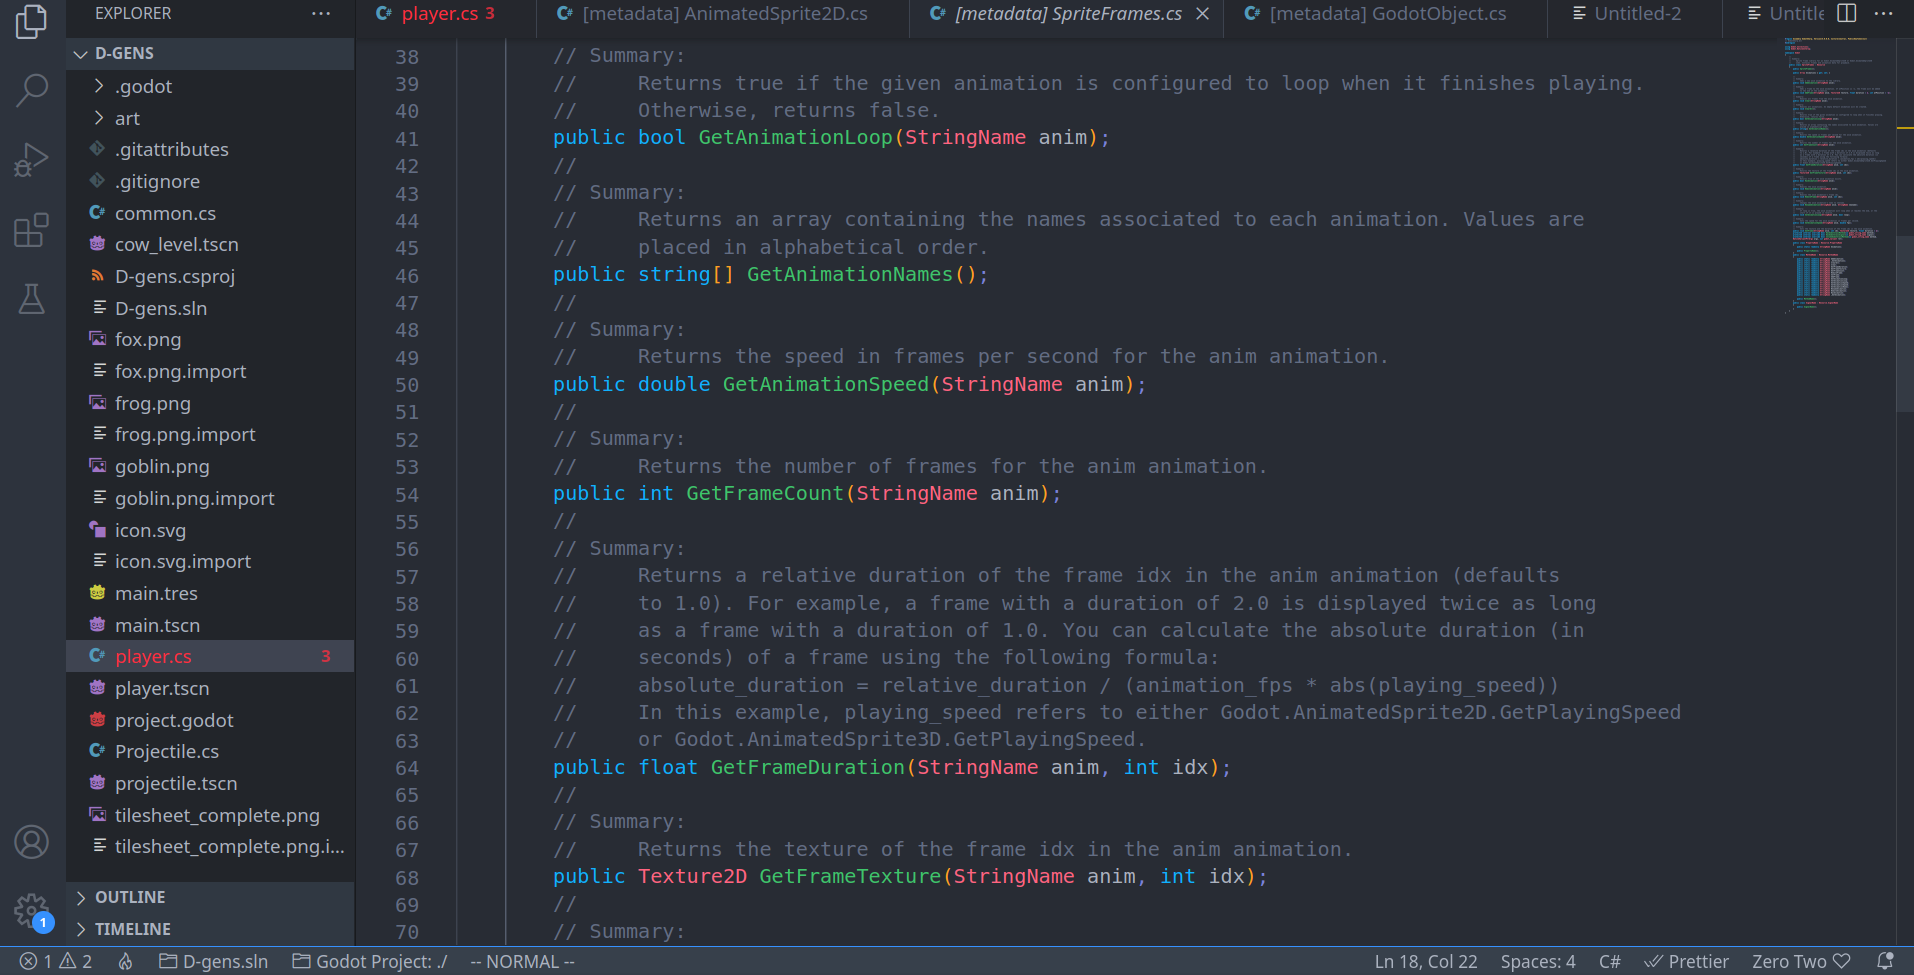 EXPLORER
D-GENS
.godot
art
.gitattributes
.gitignore
common.cs
cow_level.tscn
D-gens.csproj
D-gens.sln
fox.png
fox.png.import
frog.png
frog.png.import
goblin.png
goblin.png.import
icon.svg
icon.svg.import
main.tres
main.tscn
player.cs 3
player.tscn
project.godot
Projectile.cs
projectile.tscn
tilesheet_complete.png
tilesheet_complete.png.i...
OUTLINE
TIMELINE
player.cs 3
[metadata] AnimatedSprite2D.cs
[metadata] SpriteFrames.cs
[metadata] GodotObject.cs
Untitled-2
Untitle
38 // Summary:
39 // Returns true if the given animation is configured to loop when it finishes playing.
40 // Otherwise, returns false.
41 public bool GetAnimationLoop(StringName anim);
42 //
43 // Summary:
44 // Returns an array containing the names associated to each animation. Values are
45 // placed in alphabetical order.
46 public string[] GetAnimationNames();
47 //
48 // Summary:
49 // Returns the speed in frames per second for the anim animation.
50 public double GetAnimationSpeed(StringName anim);
51 //
52 // Summary:
53 // Returns the number of frames for the anim animation.
54 public int GetFrameCount(StringName anim);
55 //
56 // Summary:
57 // Returns a relative duration of the frame idx in the anim animation (defaults
58 // to 1.0). For example, a frame with a duration of 2.0 is displayed twice as long
59 // as a frame with a duration of 1.0. You can calculate the absolute duration (in
60 // seconds) of a frame using the following formula:
61 // absolute_duration = relative_duration / (animation_fps * abs(playing_speed))
62 // In this example, playing_speed refers to either Godot.AnimatedSprite2D.GetPlayingSpeed
63 // or Godot.AnimatedSprite3D.GetPlayingSpeed.
64 public float GetFrameDuration(StringName anim, int idx);
65 //
66 // Summary:
67 // Returns the texture of the frame idx in the anim animation.
68 public Texture2D GetFrameTexture(StringName anim, int idx);
69 //
70 // Summary:
1
1 2 D-gens.sln Godot Project: ./ -- NORMAL -- Ln 18, Col 22 Spaces: 4 C# Prettier Zero Two